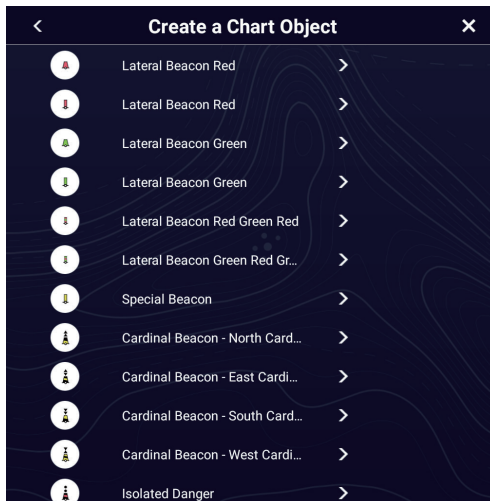 Create a Chart Object
Lateral Beacon Red
Lateral Beacon Red
Lateral Beacon Green
Lateral Beacon Green
Lateral Beacon Red Green Red
Lateral Beacon Green Red Gr...
Special Beacon
Cardinal Beacon - North Card...
Cardinal Beacon - East Cardi...
Cardinal Beacon - South Card...
Cardinal Beacon - West Cardi...
Isolated Danger